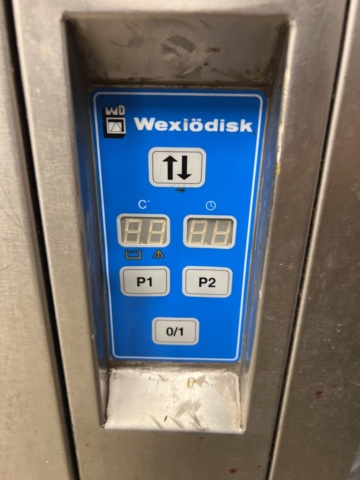 WD
Wexiödisk
C°
P1 P2
0/1